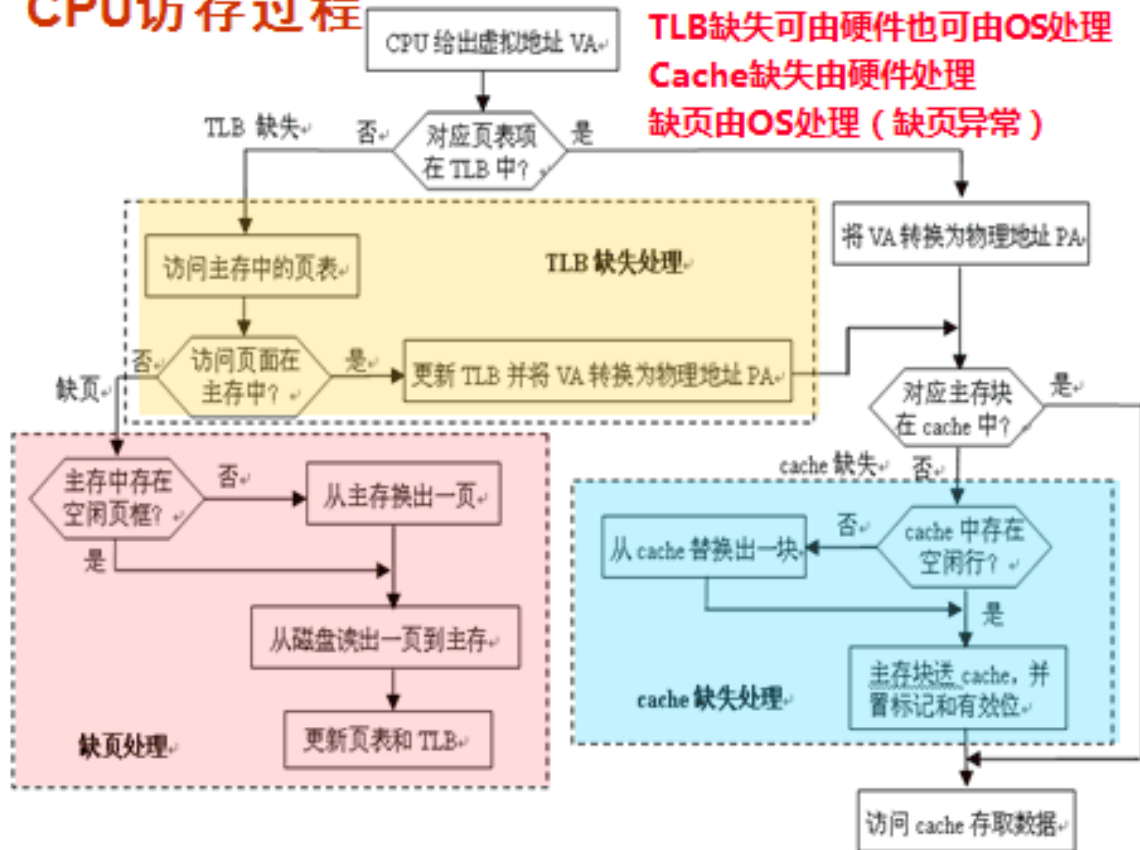 CPU访存过程
CPU 给出虚拟地址 VA
TLB缺失可由硬件也可由OS处理
Cache缺失由硬件处理
缺页由OS处理（缺页异常）
TLB 缺失
否
对应页表项
在 TLB 中？
是
访问主存中的页表
TLB 缺失处理
将 VA 转换为物理地址 PA
否
访问页面在
主存中？
是
更新 TLB 并将 VA 转换为物理地址 PA
缺页
对应主存块
在 cache 中？
是
cache 缺失
否
主存中存在
空闲页框？
否
从主存换出一页
是
从 cache 替换出一块
否
cache 中存在
空闲行？
是
从磁盘读出一页到主存
主存块送 cache，并
置标记和有效位
cache 缺失处理
更新页表和 TLB
缺页处理
访问 cache 存取数据